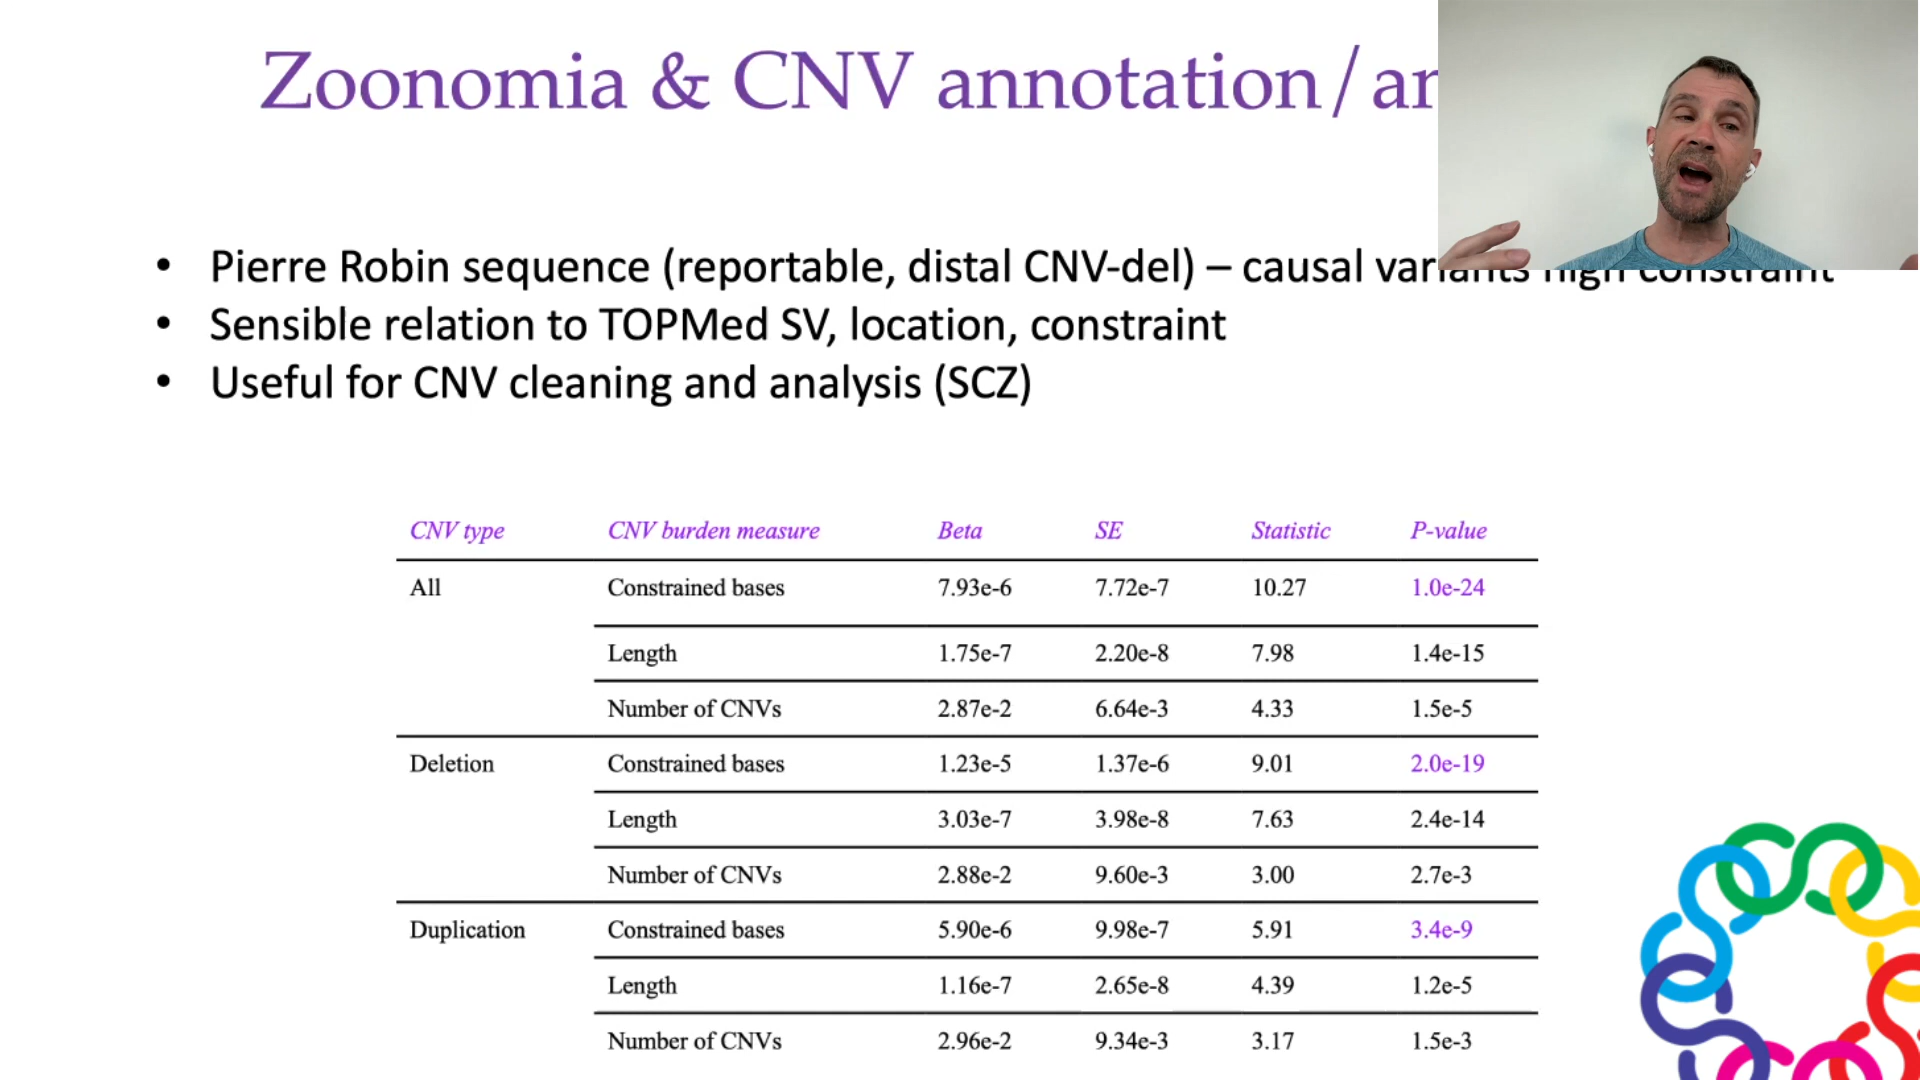 Zoonomia & CNV annotation/
• Pierre Robin sequence (reportable, distal CNV-del) – causal variants high constraint
• Sensible relation to TOPMed SV, location, constraint
• Useful for CNV cleaning and analysis (SCZ)
CNV type CNV burden measure Beta SE Statistic P-value
All Constrained bases 7.93e-6 7.72e-7 10.27 1.0e-24
Length 1.75e-7 2.20e-8 7.98 1.4e-15
Number of CNVs 2.87e-2 6.64e-3 4.33 1.5e-5
Deletion Constrained bases 1.23e-5 1.37e-6 9.01 2.0e-19
Length 3.03e-7 3.98e-8 7.63 2.4e-14
Number of CNVs 2.88e-2 9.60e-3 3.00 2.7e-3
Duplication Constrained bases 5.90e-6 9.98e-7 5.91 3.4e-9
Length 1.16e-7 2.65e-8 4.39 1.2e-5
Number of CNVs 2.96e-2 9.34e-3 3.17 1.5e-3